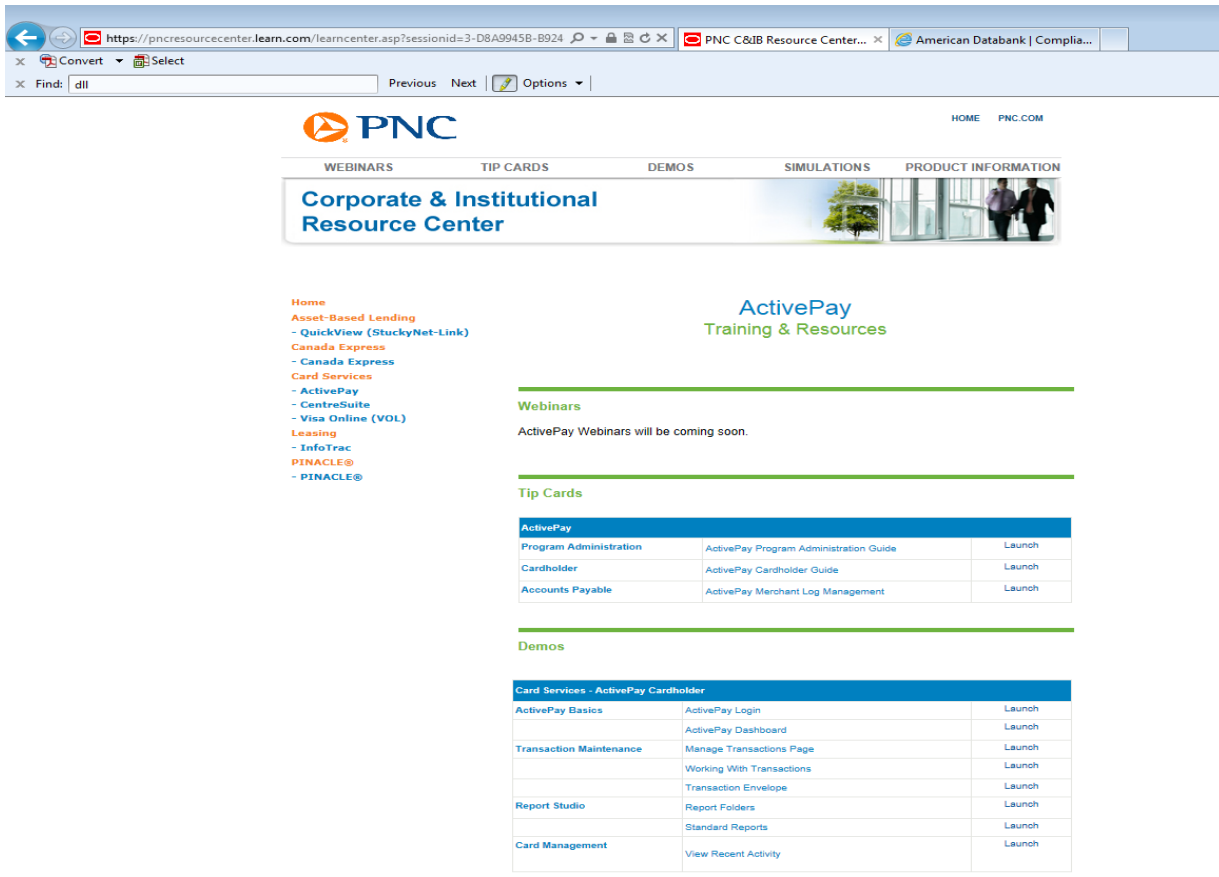 https://pncresourcecenter.learn.com/learncenter.asp?sessionid=3-D8A9945B-B924
PNC C&IB Resource Center...
American Databank | Complia...
x Convert Select
x Find: dll Previous Next Options
PNC
HOME PNC.COM
WEBINARS TIP CARDS DEMOS SIMULATIONS PRODUCT INFORMATION
Corporate & Institutional
Resource Center
Home
Asset-Based Lending
- QuickView (StuckyNet-Link)
Canada Express
- Canada Express
Card Services
- ActivePay
- CentreSuite
- Visa Online (VOL)
Leasing
- InfoTrac
PINACLE®
- PINACLE®
ActivePay
Training & Resources
Webinars
ActivePay Webinars will be coming soon.
Tip Cards
ActivePay
Program Administration ActivePay Program Administration Guide Launch
Cardholder ActivePay Cardholder Guide Launch
Accounts Payable ActivePay Merchant Log Management Launch
Demos
Card Services - ActivePay Cardholder
ActivePay Basics ActivePay Login Launch
ActivePay Dashboard Launch
Transaction Maintenance Manage Transactions Page Launch
Working With Transactions Launch
Transaction Envelope Launch
Report Studio Report Folders Launch
Standard Reports Launch
Card Management View Recent Activity Launch